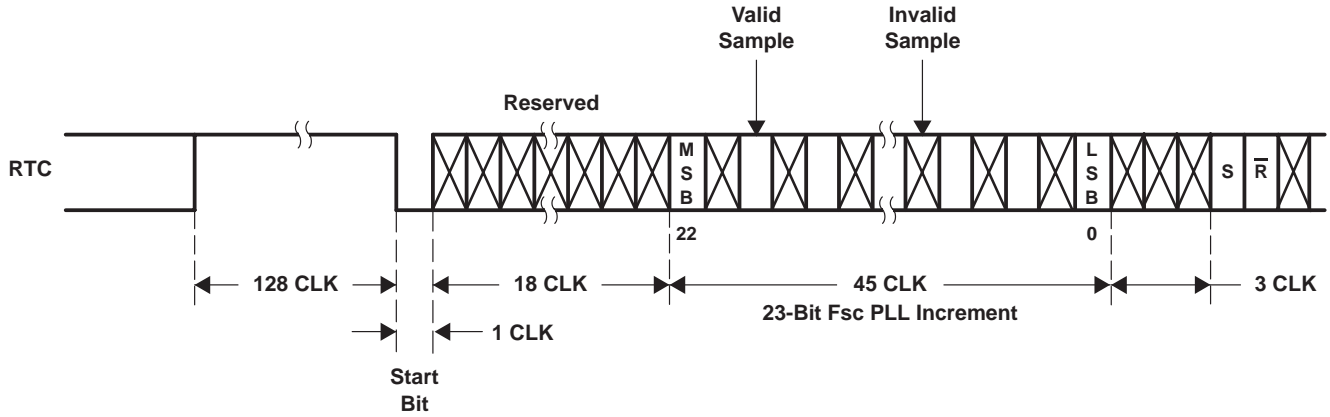 Valid
Sample
Invalid
Sample
Reserved
RTC
M
S
B
L
S
B
S
R̅
22
0
128 CLK
18 CLK
45 CLK
3 CLK
23-Bit Fsc PLL Increment
1 CLK
Start
Bit